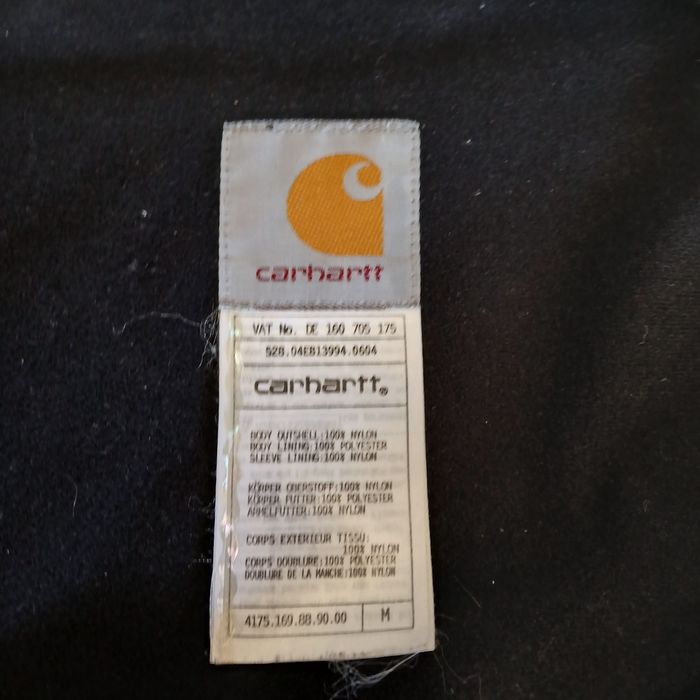 carhartt
VAT No. DE 160 705 175
528.04EB13994.0604
carhartt®
BODY OUTSHELL:100% NYLON
BODY LINING:100% POLYESTER
SLEEVE LINING:100% NYLON
KÖRPER OBERSTOFF:100% NYLON
KÖRPER FUTTER:100% POLYESTER
ARMELFUTTER:100% NYLON
CORPS EXTERIEUR TISSU:
100% NYLON
CORPS DOUBLURE:100% POLYESTER
DOUBLURE DE LA MANCHE:100% NYLON
4175.169.88.90.00 M